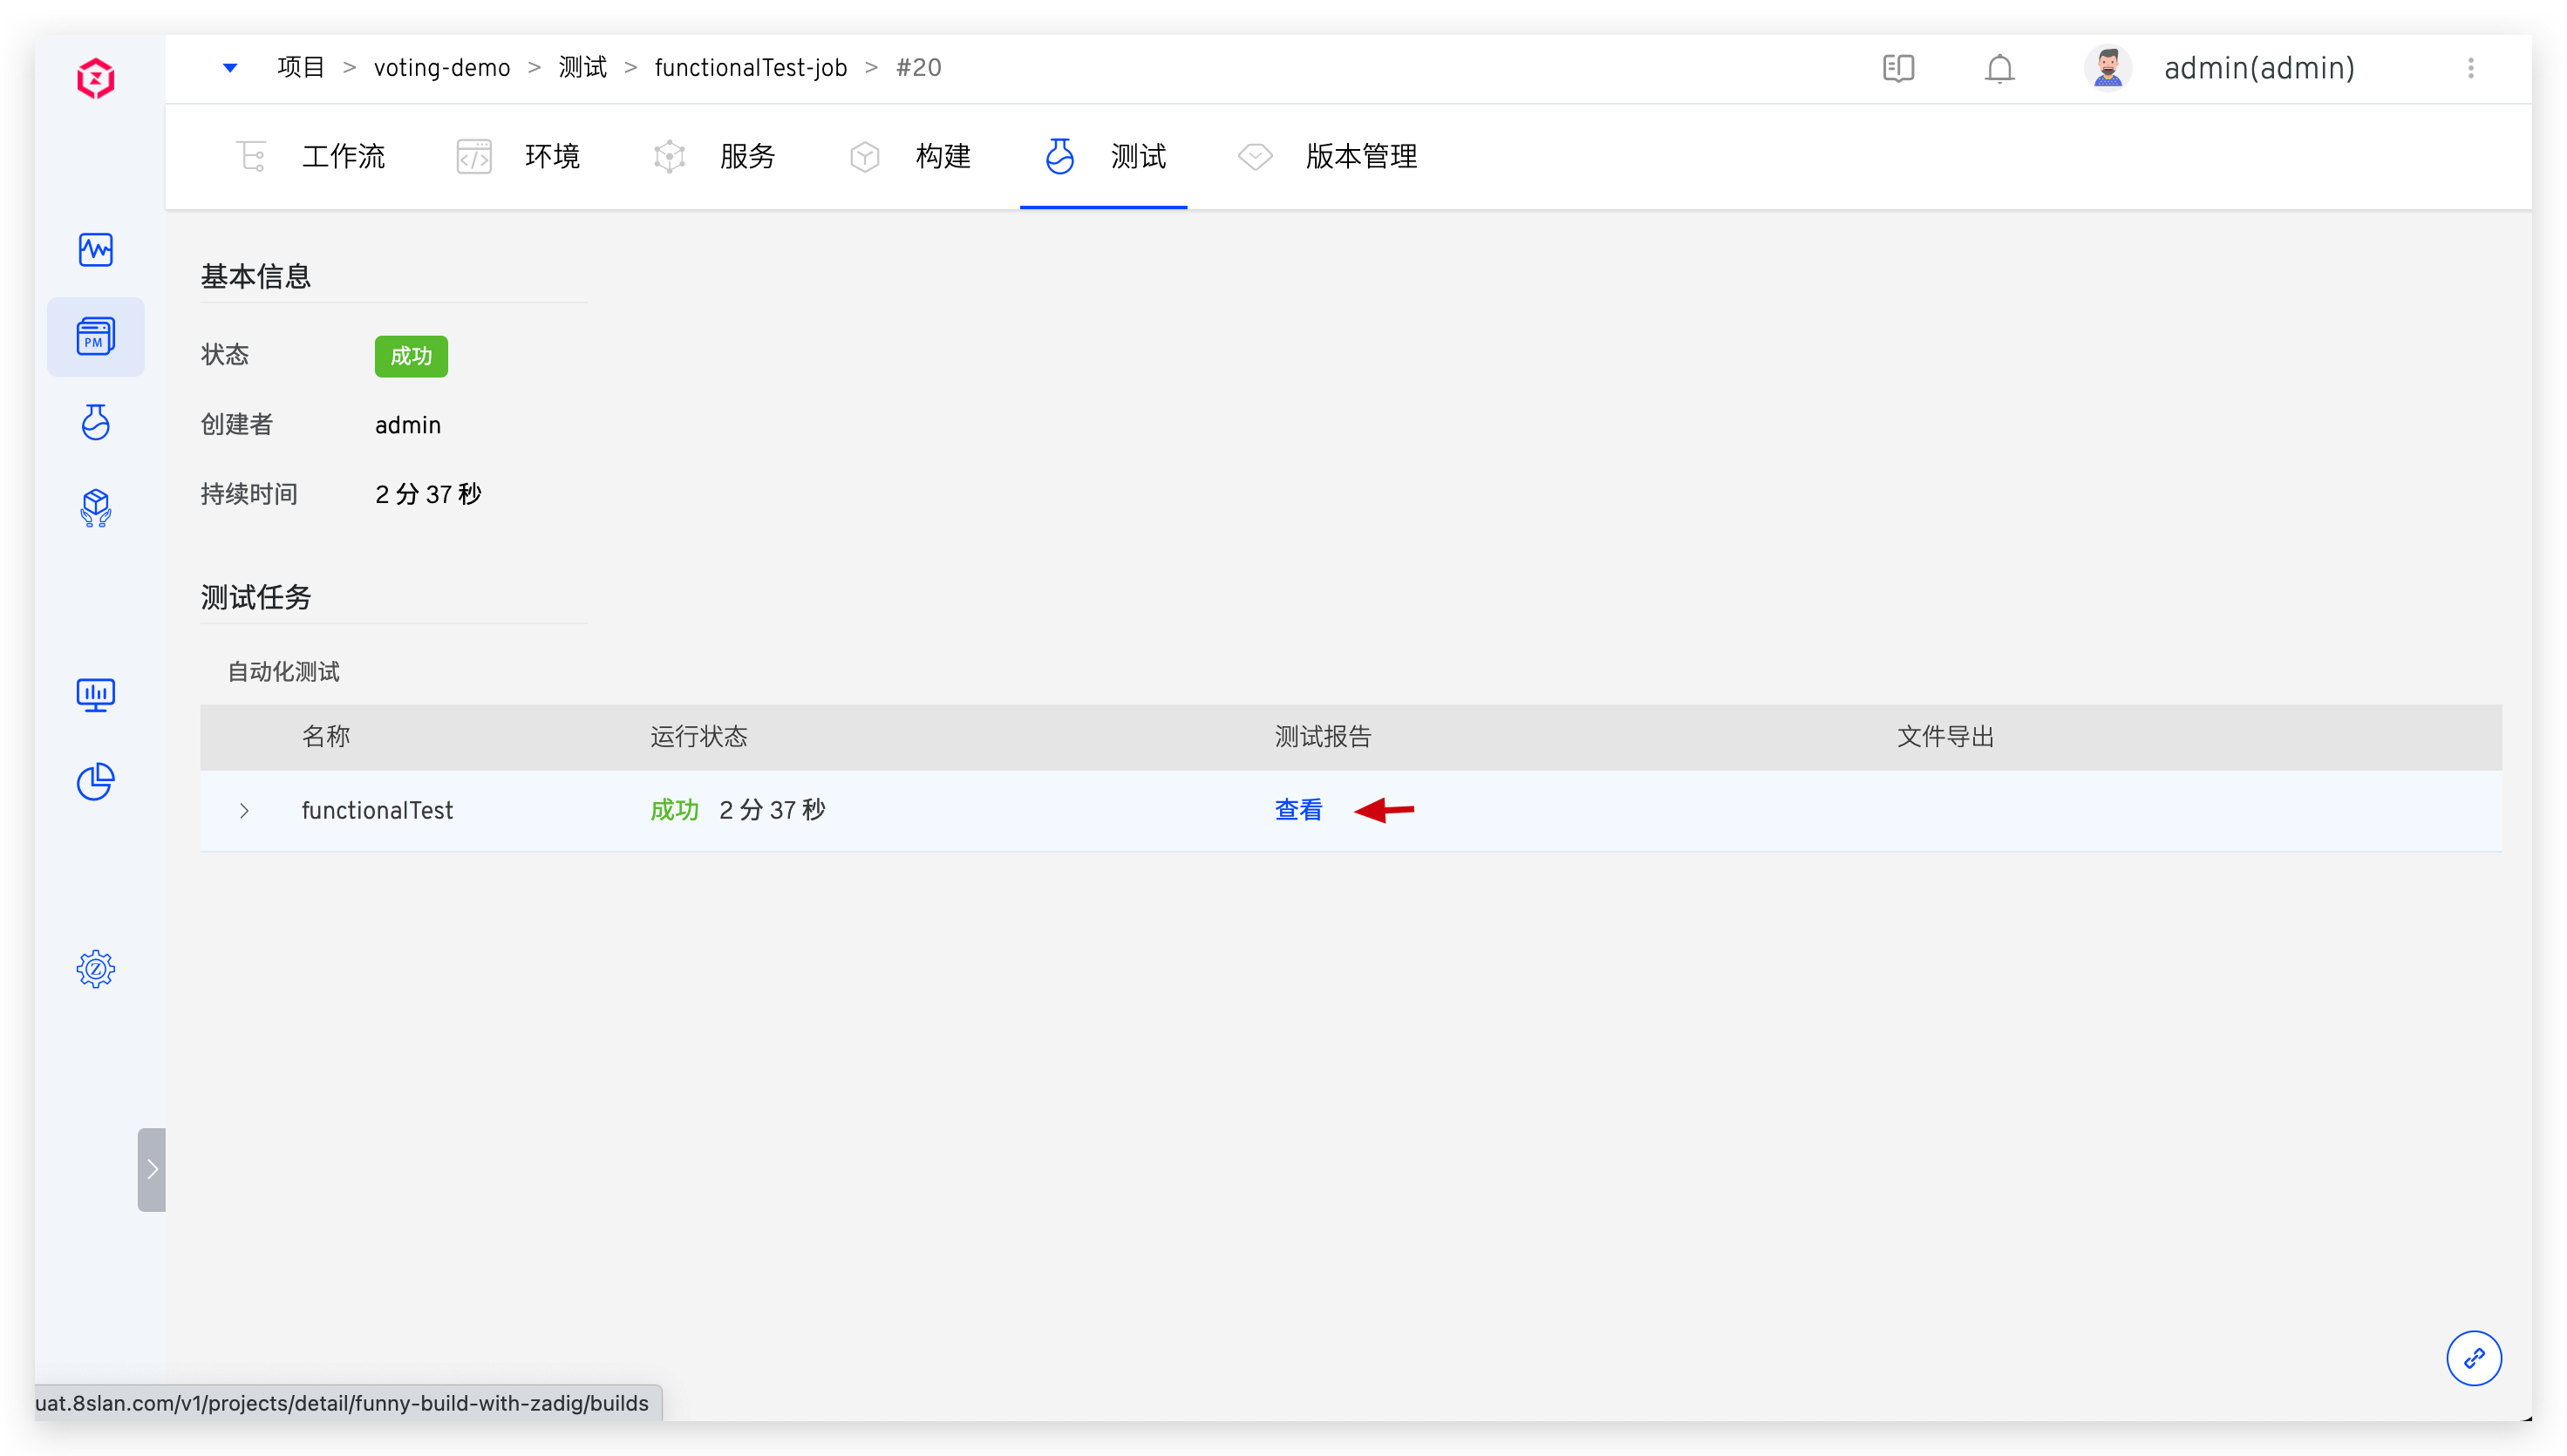 项目 > voting-demo > 测试 > functionalTest-job > #20
admin(admin)
工作流 环境 服务 构建 测试 版本管理
PM
基本信息
状态 成功
创建者 admin
持续时间 2 分 37 秒
测试任务
自动化测试
名称 运行状态 测试报告 文件导出
functionalTest 成功 2 分 37 秒 查看
uat.8slan.com/v1/projects/detail/funny-build-with-zadig/builds